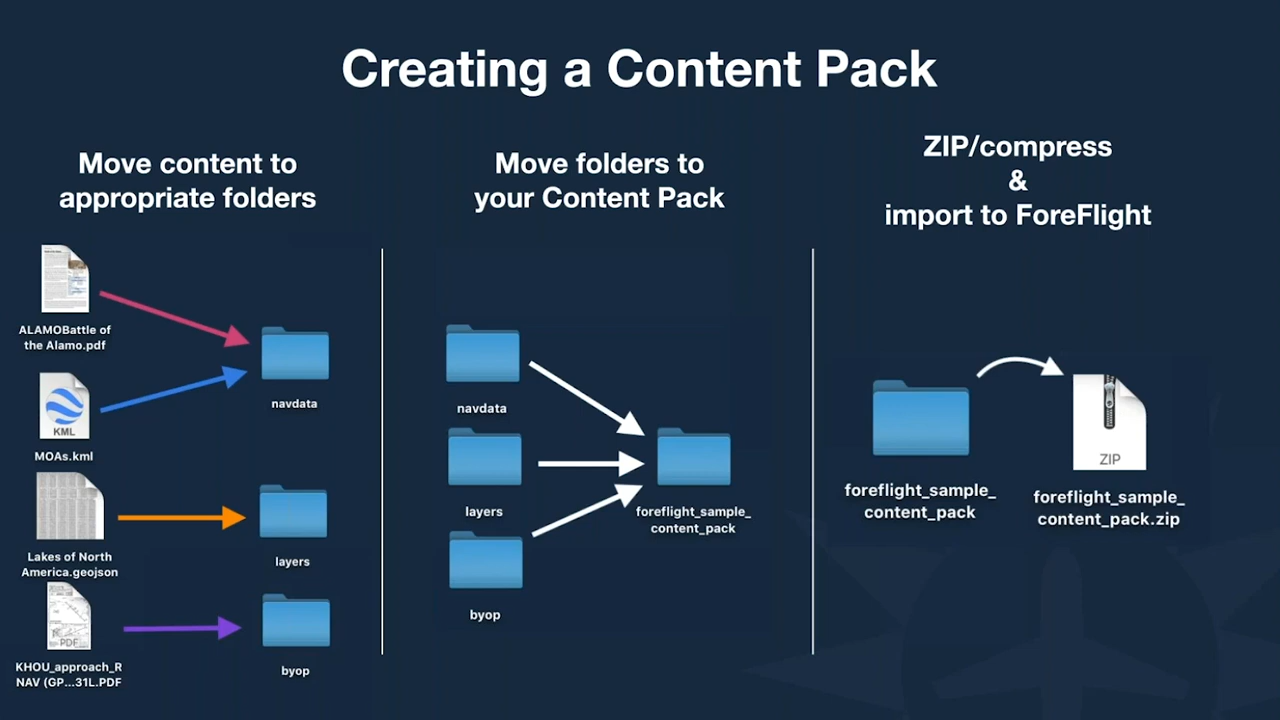 Creating a Content Pack
Move content to
appropriate folders
ALAMOBattle of
the Alamo.pdf
KML
MOAs.kml
Lakes of North
America.geojson
PDF
KHOU_approach_R
NAV (GP...31L.PDF
navdata
layers
byop
Move folders to
your Content Pack
navdata
layers
byop
foreflight_sample_
content_pack
ZIP/compress
&
import to ForeFlight
foreflight_sample_
content_pack
ZIP
foreflight_sample_
content_pack.zip